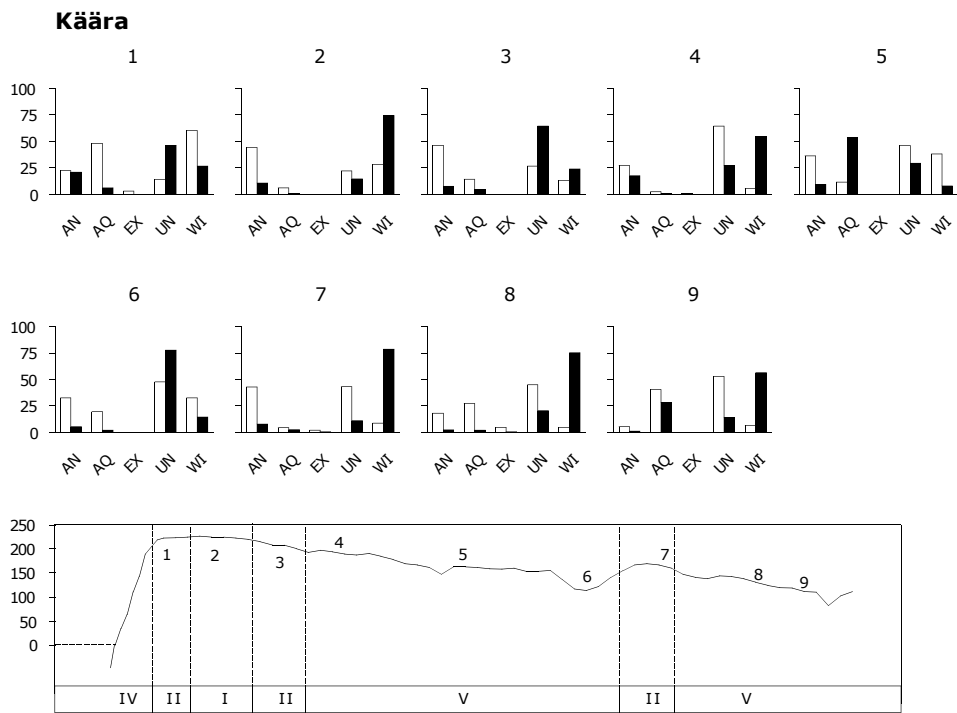 Käära
1 2 3 4 5
100
75
50
25
0
AN AQ EX UN WI AN AQ EX UN WI AN AQ EX UN WI AN AQ EX UN WI AN AQ EX UN WI
6 7 8 9
100
75
50
25
0
AN AQ EX UN WI AN AQ EX UN WI AN AQ EX UN WI AN AQ EX UN WI
250
200
150
100
50
0
1 2 3 4 5 6 7 8 9
IV II I II V II V